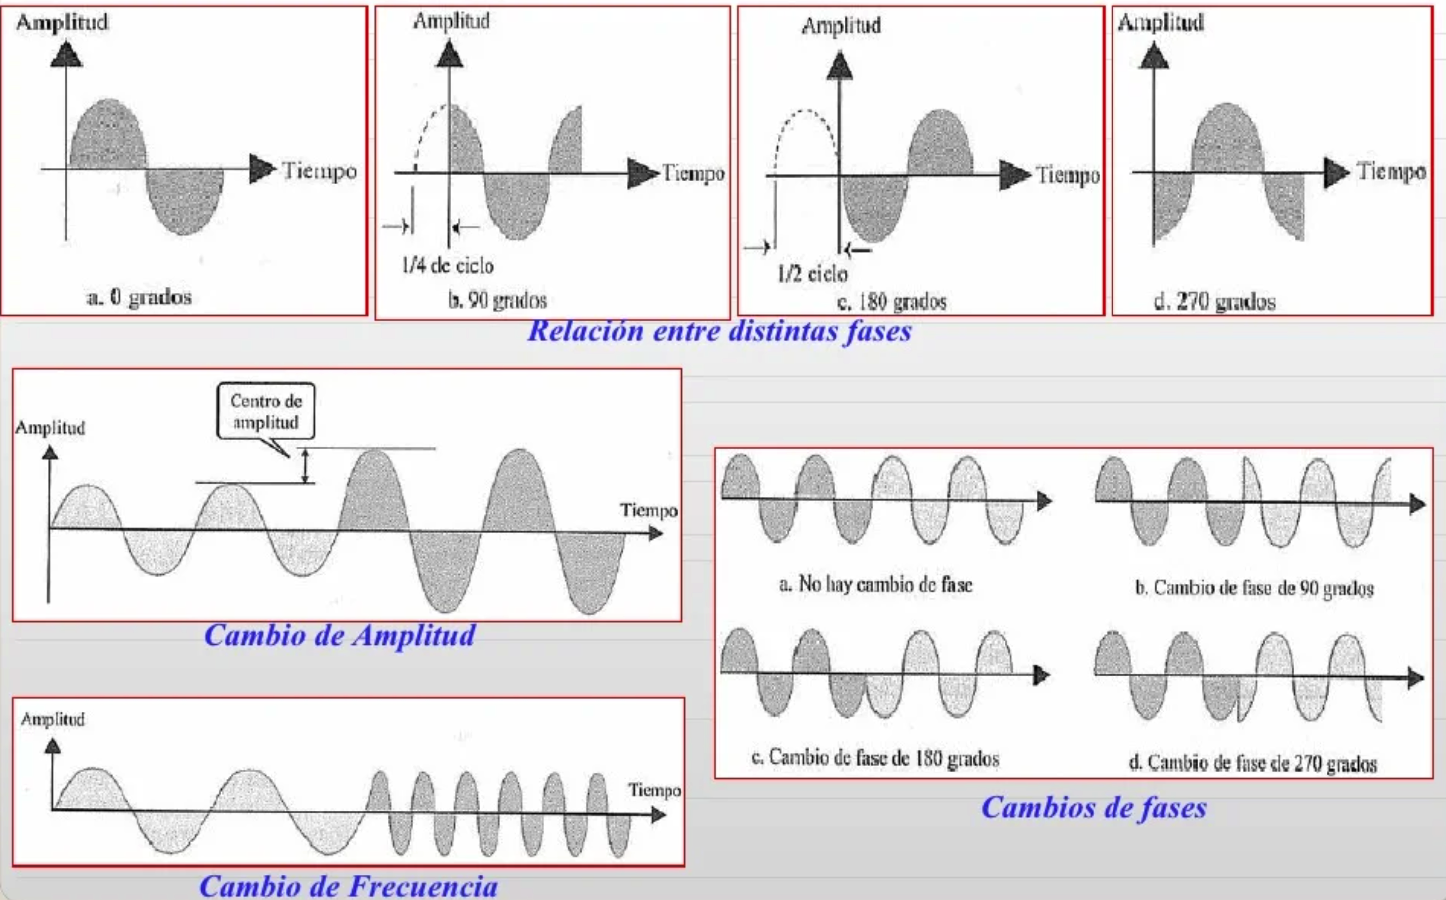 Amplitud
Tiempo
a. 0 grados
Amplitud
Tiempo
1/4 de ciclo
b. 90 grados
Amplitud
Tiempo
1/2 ciclo
c. 180 grados
Amplitud
Tiempo
d. 270 grados
Relación entre distintas fases
Amplitud
Centro de
amplitud
Tiempo
Cambio de Amplitud
Amplitud
Tiempo
Cambio de Frecuencia
a. No hay cambio de fase
b. Cambio de fase de 90 grados
c. Cambio de fase de 180 grados
d. Cambio de fase de 270 grados
Cambios de fases